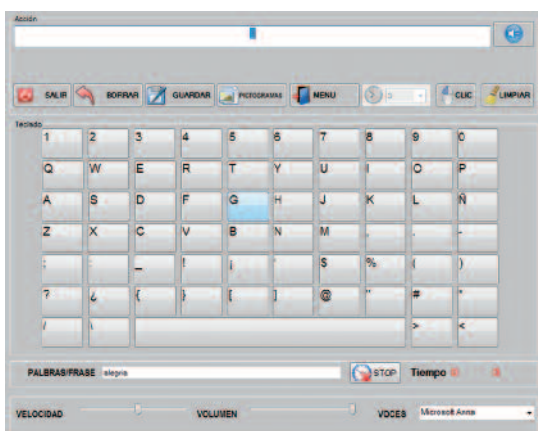 Acción
SALIR BORRAR GUARDAR PICTOGRAMAS MENU CLIC LIMPIAR
Teclado
1 2 3 4 5 6 7 8 9 0
Q W E R T Y U I O P
A S D F G H J K L Ñ
Z X C V B N M , . -
; : _ ! ¡ ' $ % ( )
? ¿ { } [ ] @ " # *
/ \ > <
PALBRAS/FRASE alegria STOP Tiempo
VELOCIDAD VOLUMEN VOCES Microsoft Anna